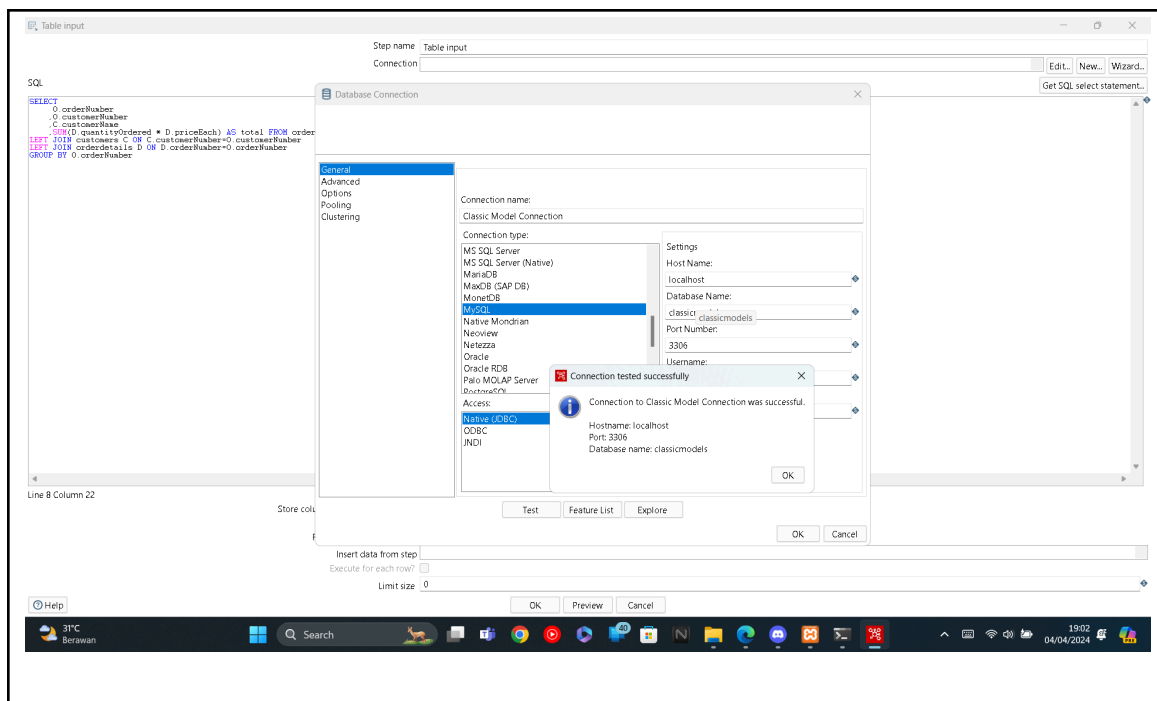 Table input
Step name Table input
Connection
Edit... New... Wizard...
SQL
Get SQL select statement...
SELECT
O.orderNumber
,O.customerNumber
,C.customerName
,SUM(D.quantityOrdered * D.priceEach) AS total FROM order
LEFT JOIN customers C ON C.customerNumber=O.customerNumber
LEFT JOIN orderdetails D ON D.orderNumber=O.orderNumber
GROUP BY O.orderNumber
Database Connection
General
Advanced
Options
Pooling
Clustering
Connection name:
Classic Model Connection
Connection type:
MS SQL Server
MS SQL Server (Native)
MariaDB
MaxDB (SAP DB)
MonetDB
MySQL
Native Mondrian
Neoview
Netezza
Oracle
Oracle RDB
Palo MOLAP Server
PostgreSQL
Access:
Native (JDBC)
ODBC
JNDI
Settings
Host Name:
localhost
Database Name:
classicmodels
Port Number:
3306
Username:
Connection tested successfully
Connection to Classic Model Connection was successful.
Hostname: localhost
Port: 3306
Database name: classicmodels
OK
Test Feature List Explore
OK Cancel
Line 8 Column 22
Store colu
Insert data from step
Execute for each row?
Limit size 0
Help
OK Preview Cancel
31°C
Berawan
Search
40
19:02
04/04/2024